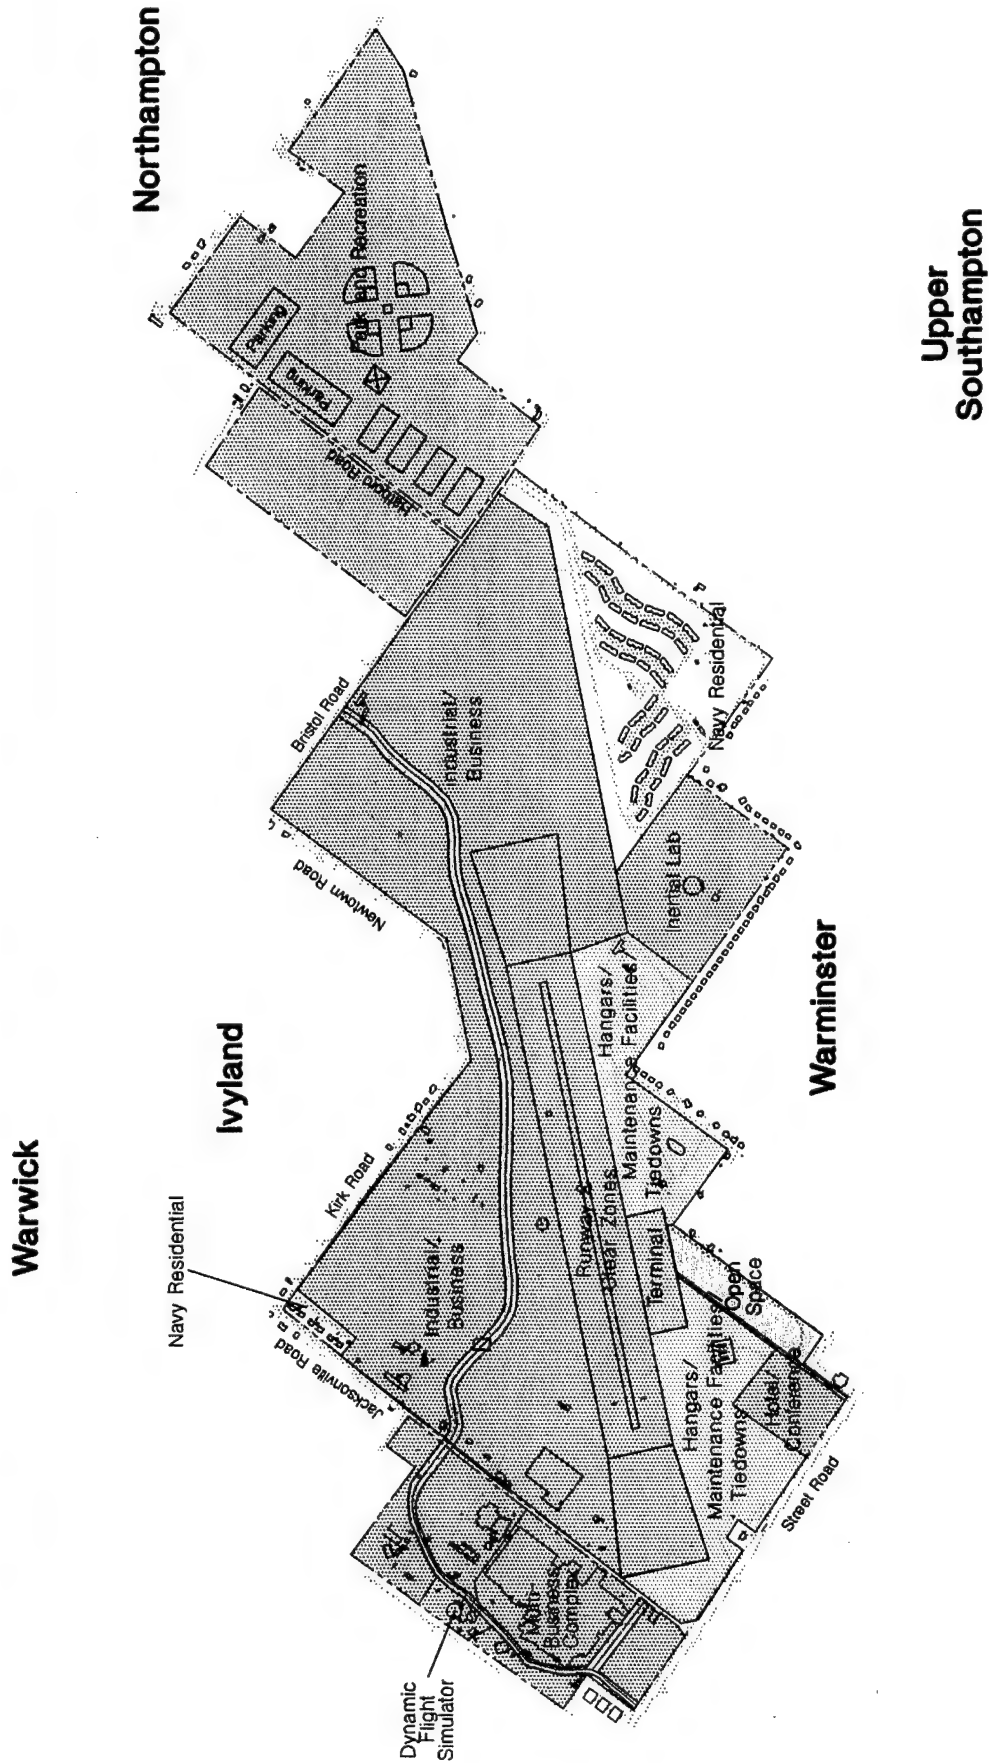 Warwick
Ivyland
Northampton
Upper
Southampton
Warminster
Navy Residential
Dynamic
Flight
Simulator
Jacksonville Road
Kirk Road
Newtown Road
Bristol Road
Hatboro Road
Street Road
Parking
Parking
Park and Recreation
Industrial/
Business
Industrial/
Business
Navy Residential
Inertial Lab
Hangars/
Maintenance Facilities/
Tiedowns
Runway &
Clear Zones
Terminal
Open
Space
Hangars/
Maintenance Facilities/
Tiedowns
Hotel/
Conference
Multi-
Business
Complex